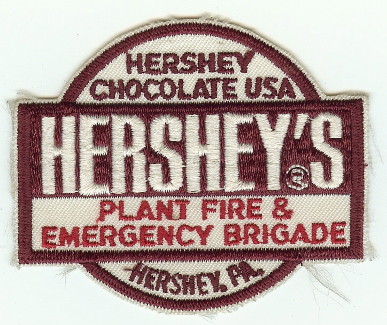 HERSHEY
CHOCOLATE USA
HERSHEY'S®
PLANT FIRE &
EMERGENCY BRIGADE
HERSHEY, PA.